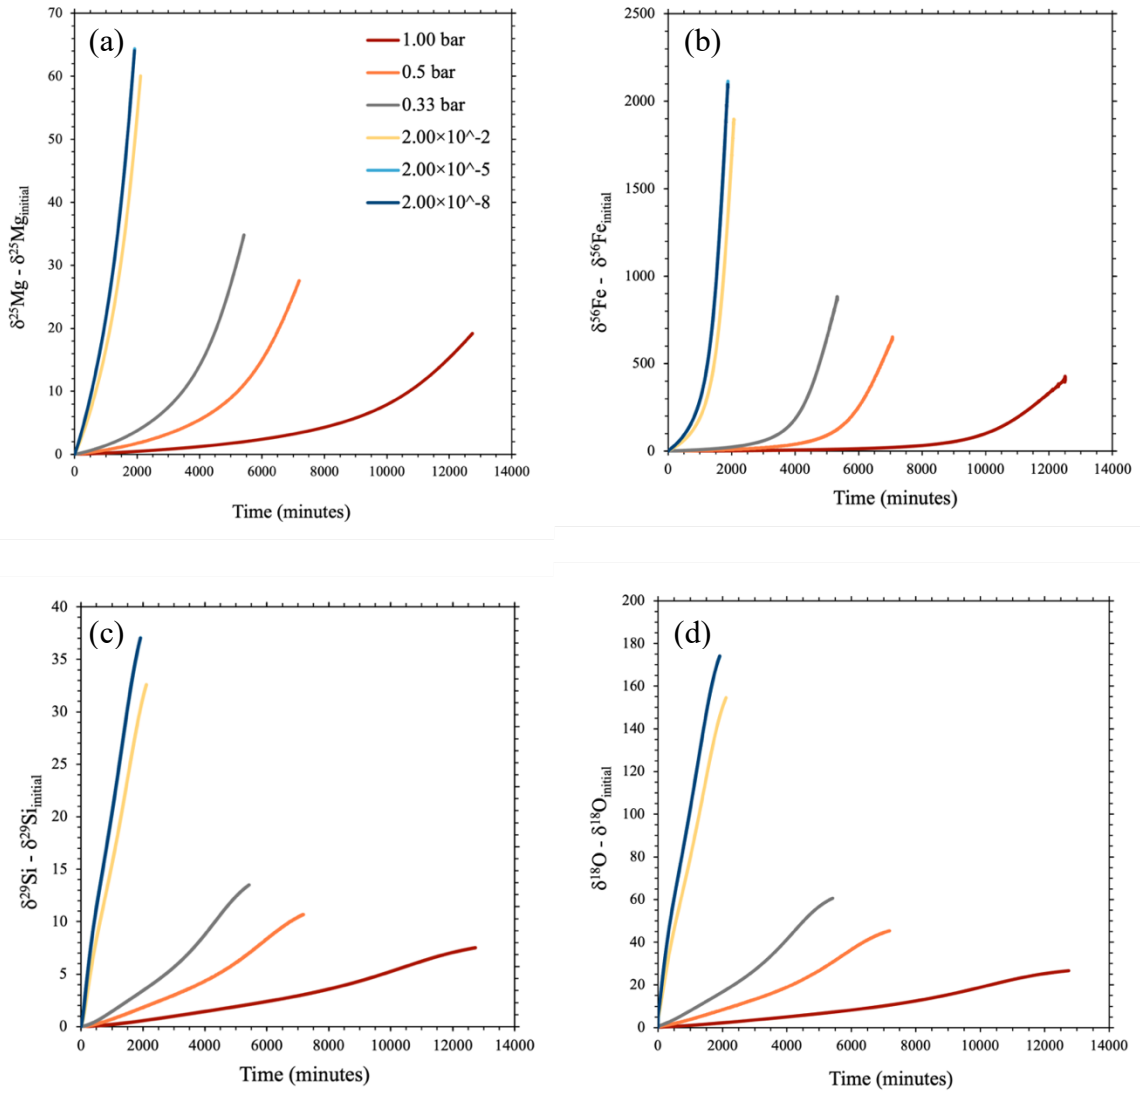 (a)
1.00 bar
0.5 bar
0.33 bar
2.00×10^-2
2.00×10^-5
2.00×10^-8
70
60
50
40
30
20
10
0
0 2000 4000 6000 8000 10000 12000 14000
δ²⁵Mg - δ²⁵Mginitial
Time (minutes)
(b)
2500
2000
1500
1000
500
0
0 2000 4000 6000 8000 10000 12000 14000
δ⁵⁶Fe - δ⁵⁶Feinitial
Time (minutes)
(c)
40
35
30
25
20
15
10
5
0
0 2000 4000 6000 8000 10000 12000 14000
δ²⁹Si - δ²⁹Siinitial
Time (minutes)
(d)
200
180
160
140
120
100
80
60
40
20
0
0 2000 4000 6000 8000 10000 12000 14000
δ¹⁸O - δ¹⁸Oinitial
Time (minutes)